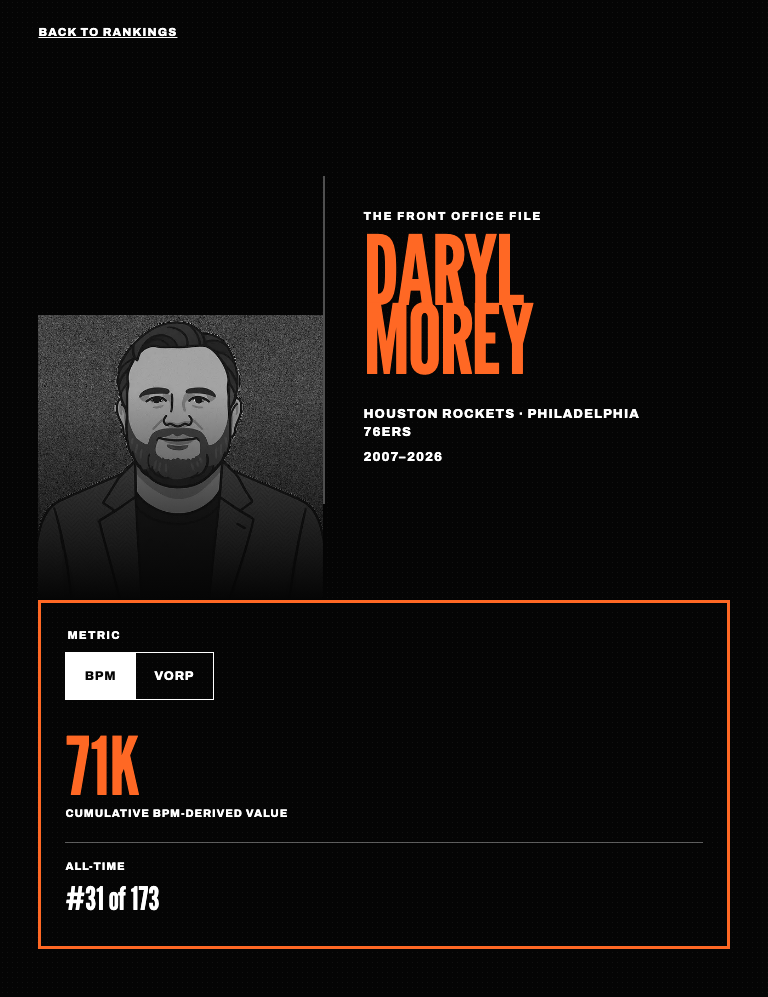 BACK TO RANKINGS
THE FRONT OFFICE FILE
DARYL
MOREY
HOUSTON ROCKETS · PHILADELPHIA
76ERS
2007–2026
METRIC
BPM VORP
71K
CUMULATIVE BPM-DERIVED VALUE
ALL-TIME
#31 of 173